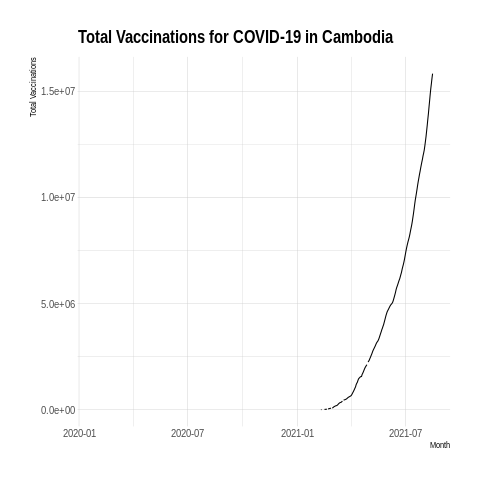 Total Vaccinations for COVID-19 in Cambodia
Total Vaccinations
1.5e+07
1.0e+07
5.0e+06
0.0e+00
2020-01 2020-07 2021-01 2021-07
Month